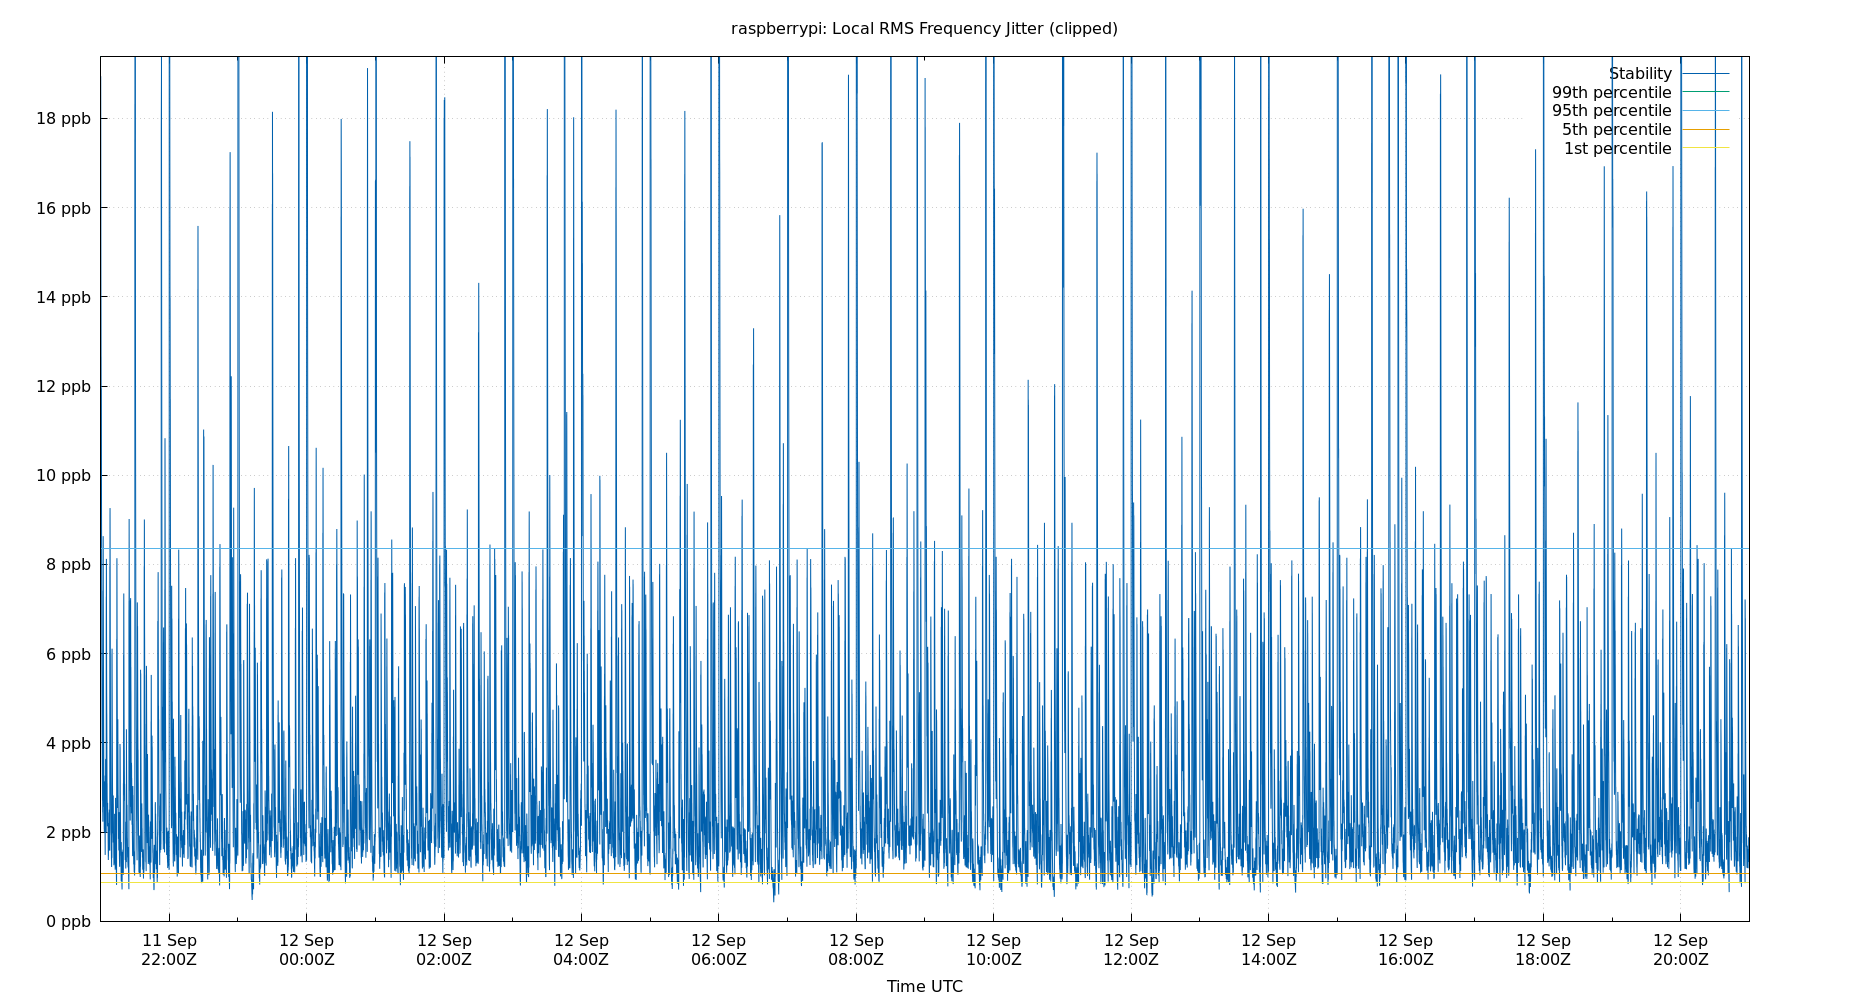 raspberrypi: Local RMS Frequency Jitter (clipped)
Stability
99th percentile
95th percentile
5th percentile
1st percentile
18 ppb
16 ppb
14 ppb
12 ppb
10 ppb
8 ppb
6 ppb
4 ppb
2 ppb
0 ppb
11 Sep 12 Sep 12 Sep 12 Sep 12 Sep 12 Sep 12 Sep 12 Sep 12 Sep 12 Sep 12 Sep 12 Sep
22:00Z 00:00Z 02:00Z 04:00Z 06:00Z 08:00Z 10:00Z 12:00Z 14:00Z 16:00Z 18:00Z 20:00Z
Time UTC